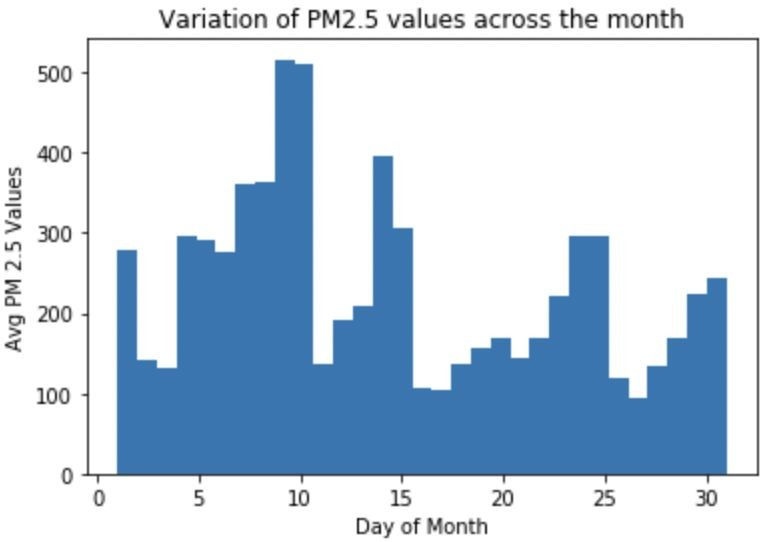 Variation of PM2.5 values across the month
500
400
300
200
100
0
Avg PM 2.5 Values
0 5 10 15 20 25 30
Day of Month